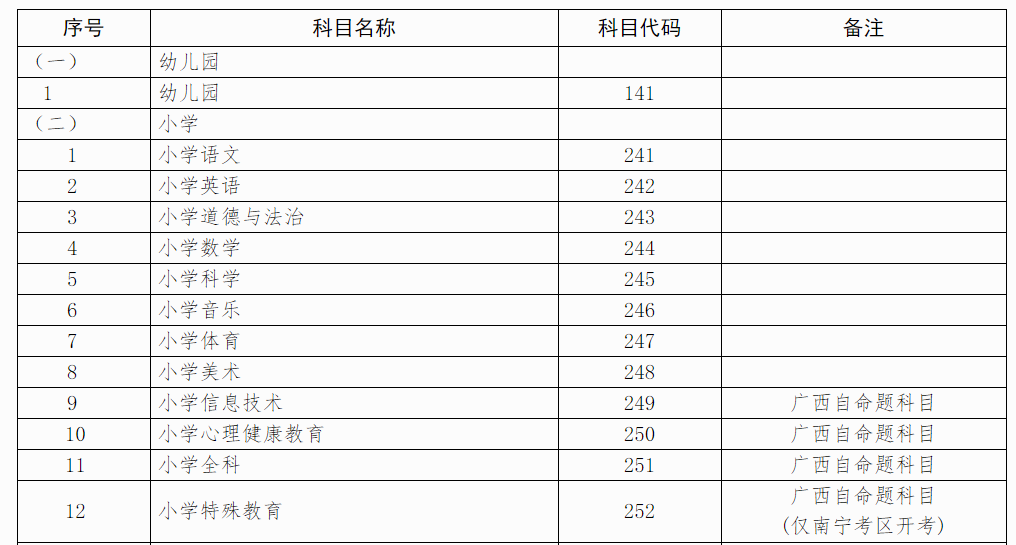 序号 科目名称 科目代码 备注
（一） 幼儿园
1 幼儿园 141
（二） 小学
1 小学语文 241
2 小学英语 242
3 小学道德与法治 243
4 小学数学 244
5 小学科学 245
6 小学音乐 246
7 小学体育 247
8 小学美术 248
9 小学信息技术 249 广西自命题科目
10 小学心理健康教育 250 广西自命题科目
11 小学全科 251 广西自命题科目
12 小学特殊教育 252 广西自命题科目
(仅南宁考区开考)